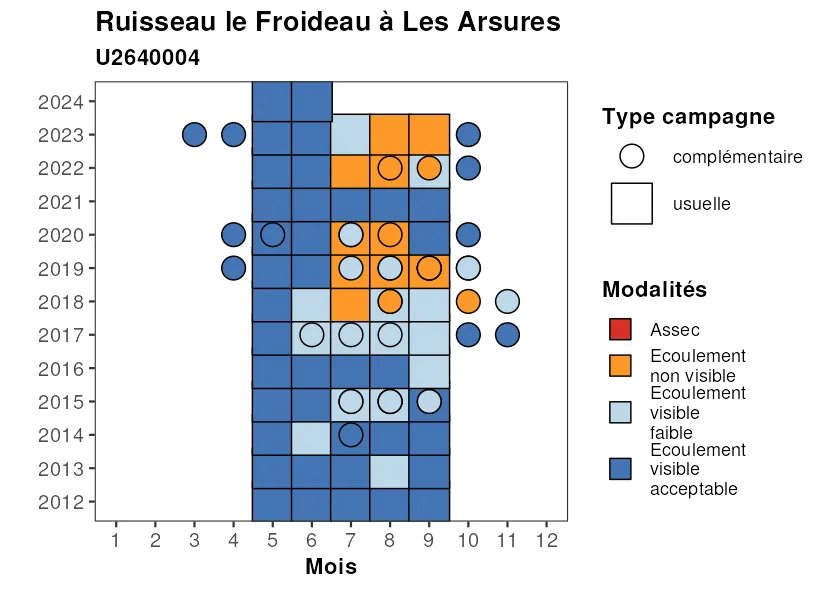 Ruisseau le Froideau à Les Arsures
U2640004
2024
2023
2022
2021
2020
2019
2018
2017
2016
2015
2014
2013
2012
1 2 3 4 5 6 7 8 9 10 11 12
Mois
Type campagne
complémentaire
usuelle
Modalités
Assec
Ecoulement
non visible
Ecoulement
visible
faible
Ecoulement
visible
acceptable